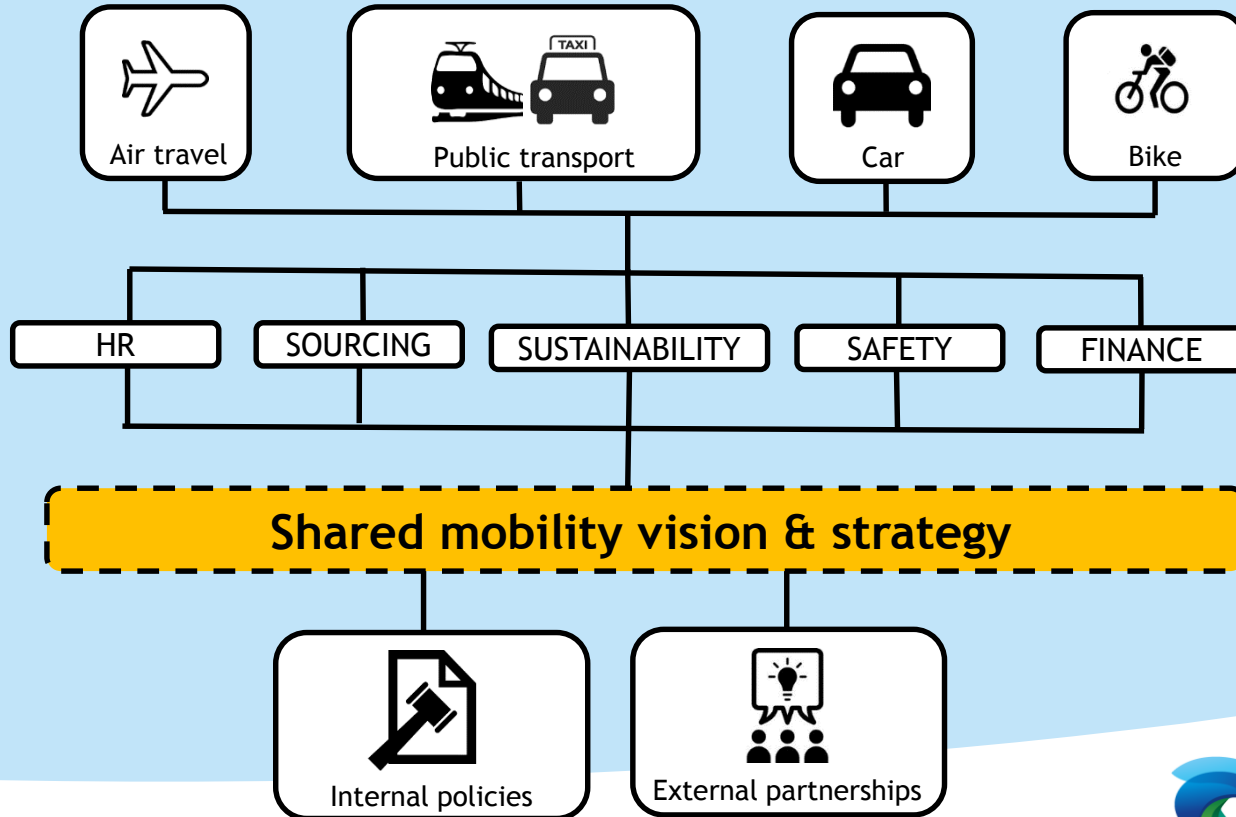 TAXI
Air travel
Public transport
Car
Bike
HR
SOURCING
SUSTAINABILITY
SAFETY
FINANCE
Shared mobility vision & strategy
Internal policies
External partnerships